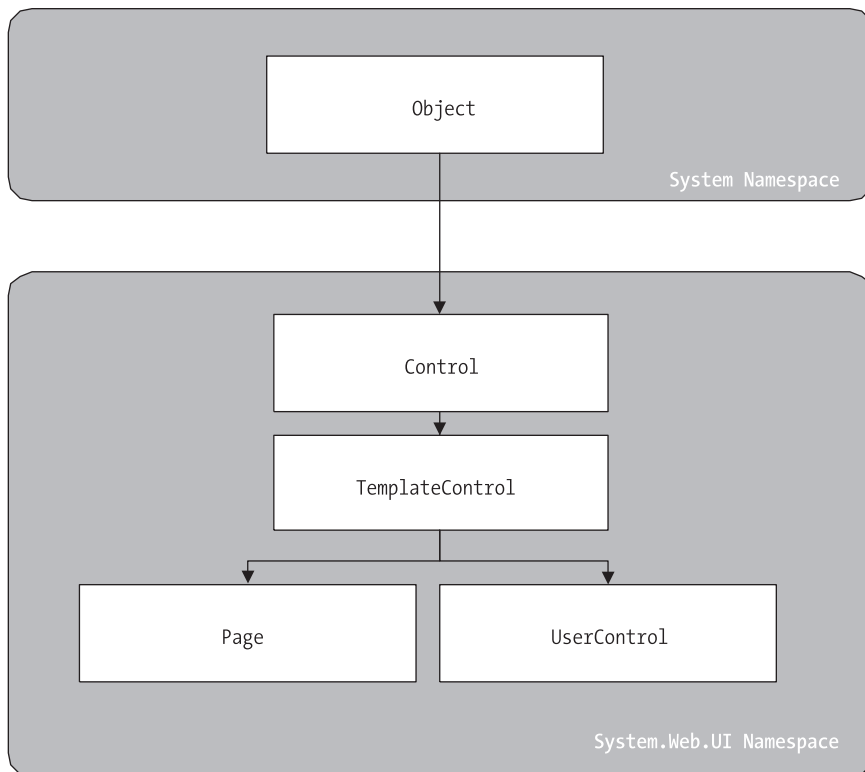 Object
System Namespace
Control
TemplateControl
Page
UserControl
System.Web.UI Namespace